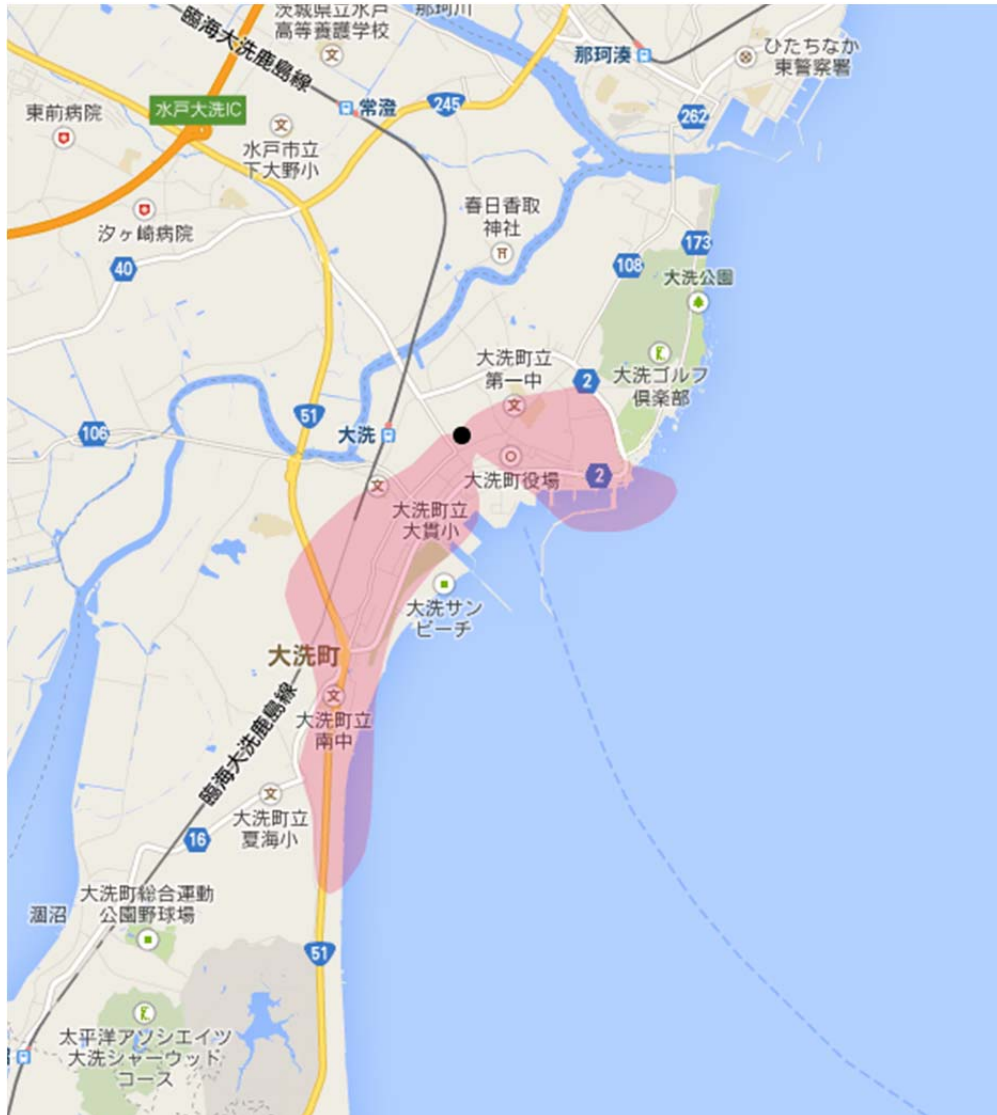 茨城県立水戸
高等養護学校
那珂川
臨海大洗鹿島線
那珂湊
ひたちなか
東警察署
水戸大洗IC
東前病院
常澄
245
262
水戸市立
下大野小
春日香取
神社
汐ヶ崎病院
40
108
173
大洗公園
大洗町立
第一中
2
大洗ゴルフ
倶楽部
51
106
大洗
大洗町役場
2
大洗町立
大貫小
大洗サン
ビーチ
大洗町
大洗町立
南中
臨海大洗鹿島線
大洗町立
夏海小
16
大洗町総合運動
公園野球場
涸沼
51
太平洋アソシエイツ
大洗シャーウッド
コース